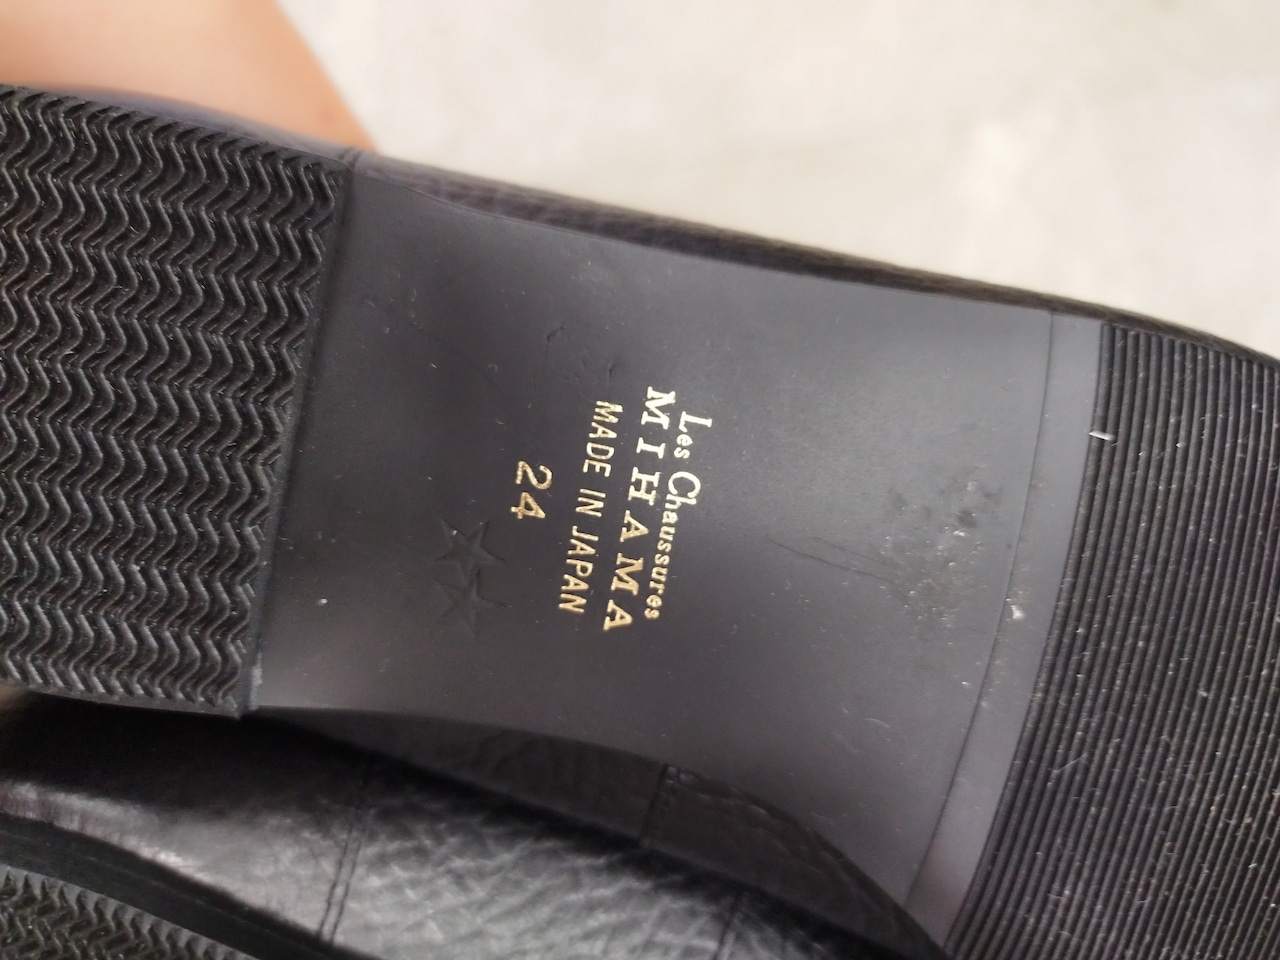 Les Chaussures
MIHAMA
MADE IN JAPAN
24